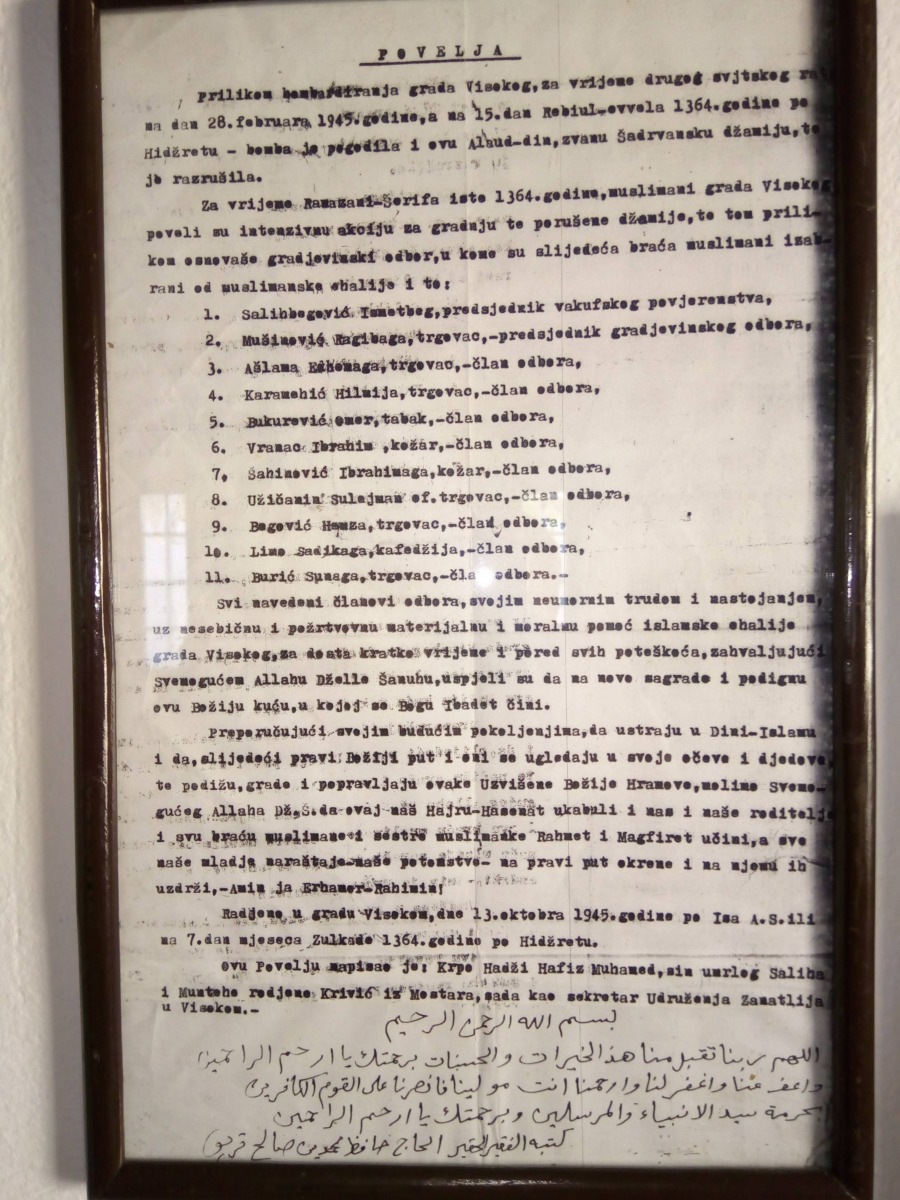 POVELJA
Prilikom bombardiranja grada Visokog,za vrijeme drugog svjtskog
na dan 28.februara 1945.godine,a na 15.dan Rebiul-evvela 1364.godine po
Hidžretu - bomba je pogodila i ovu Alaud-din,zvanu Šadrvansku džamiju,te
je razrušila.
Za vrijeme Ramazani-Šerifa iste 1364.godine,muslimani grada Visokog
poveli su intenzivnu akciju za gradnju te porušene džamije,te tom prili-
kom osnovaše gradjevinski odbor,u kome su slijedeća braća muslimani izab-
rani od muslimanske ehalije i to:
1. Salihbegović Ismetbeg,predsjednik vakufskog povjerenstva,
2. Mušinović Ragibaga,trgovac,-predsjednik gradjevinskog odbora,
3. Ašlama Edhemaga,trgovac,-član odbora,
4. Karamehić Hilmija,trgovac,-član odbora,
5. Bukurević omer,tabak,-član odbora,
6. Vranac Ibrahim ,kožar,-član odbora,
7, Šahinović Ibrahimaga,kožar,-član odbora,
8. Užičanin Sulejman ef.trgovac,-član odbora,
9. Begović Hamza,trgovac,-član odbora,
lo. Limo Sadikaga,kafedžija,-član odbora,
11. Burić Sunaga,trgovac,-čla odbora.-
Svi navedeni članovi odbora,svojim neumornim trudom i nastojanjem,
uz nesebičnu i požrtvovnu materijalnu i moralnu pomoć islamske ehalije
grada Visokog,za dosta kratko vrijeme i pored svih poteškoća,zahvaljujući
Svemogućem Allahu Dželle Šanuhu,uspjeli su da na novo sagrade i podignu
ovu Božiju kuću,u kojoj se Bogu Ibadet čini.
Preporučujući svojim budućim pokoljenjima,da ustraju u Dini-Islamu
i da,slijedeći pravi Božiji put i oni se ugledaju u svoje očeve i djedove,
te podižu,grade i popravljaju ovake Uzvišene Božije Hramove,molimo Svemo-
gućeg Allaha Dž.Š.da ovaj naš Hajru-Hasenat ukabuli i nas i naše roditelje
i svu braću muslimane i sestre muslimanke Rahmet i Magfiret učini,a sve
naše mladje naraštaje-naše potomstvo- na pravi put okrene i na njemu ih
uzdrži,-Amin ja Erhamer-Rahimin!
Radjeno u gradu Visokom,dne 13.oktobra 1945.godine po Isa A.S.ili
na 7.dan mjeseca Zulkade 1364.godine po Hidžretu.
Ovu Povelju napisao je: Krpo Hadži Hafiz Muhamed,sin umrlog Saliha
i Muntehe rodjene Krivić iz Mostara,sada kao sekretar Udruženja Zanatlija
u Visokom.-
بسم الله الرحمن الرحيم
اللهم ربنا تقبل منا هذ الخيرات والحسنات برحمتك يا ارحم الراحمين
واعف عنا واغفر لنا وارحمنا انت مولينا فانصرنا على القوم الكافرين
بحرمة سيد الانبياء والمرسلين وبرحمتك يا ارحم الراحمين
كتبه الفقير الحقير الحاج حافظ محمد بن صالح